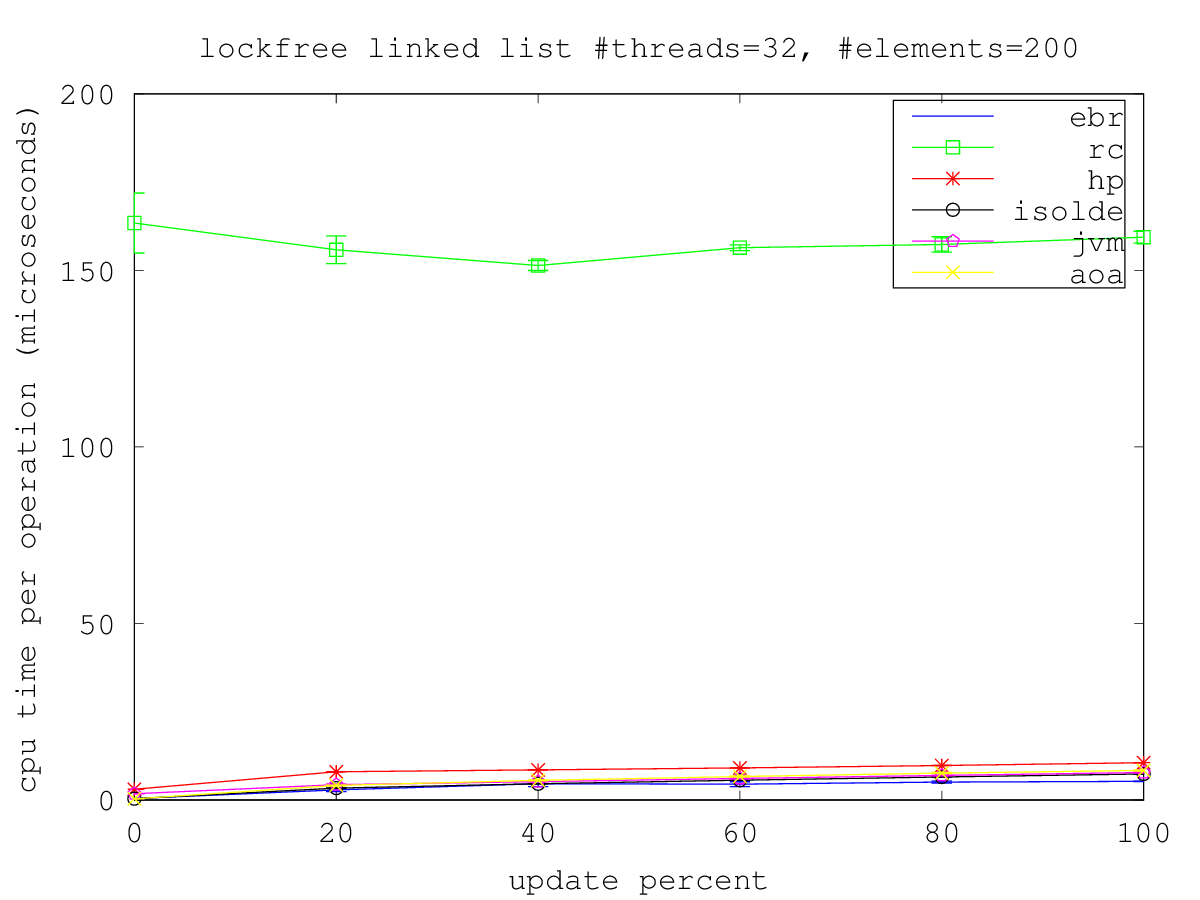 lockfree linked list #threads=32, #elements=200
cpu time per operation (microseconds)
200
150
100
50
0
ebr
rc
hp
isolde
jvm
aoa
0 20 40 60 80 100
update percent